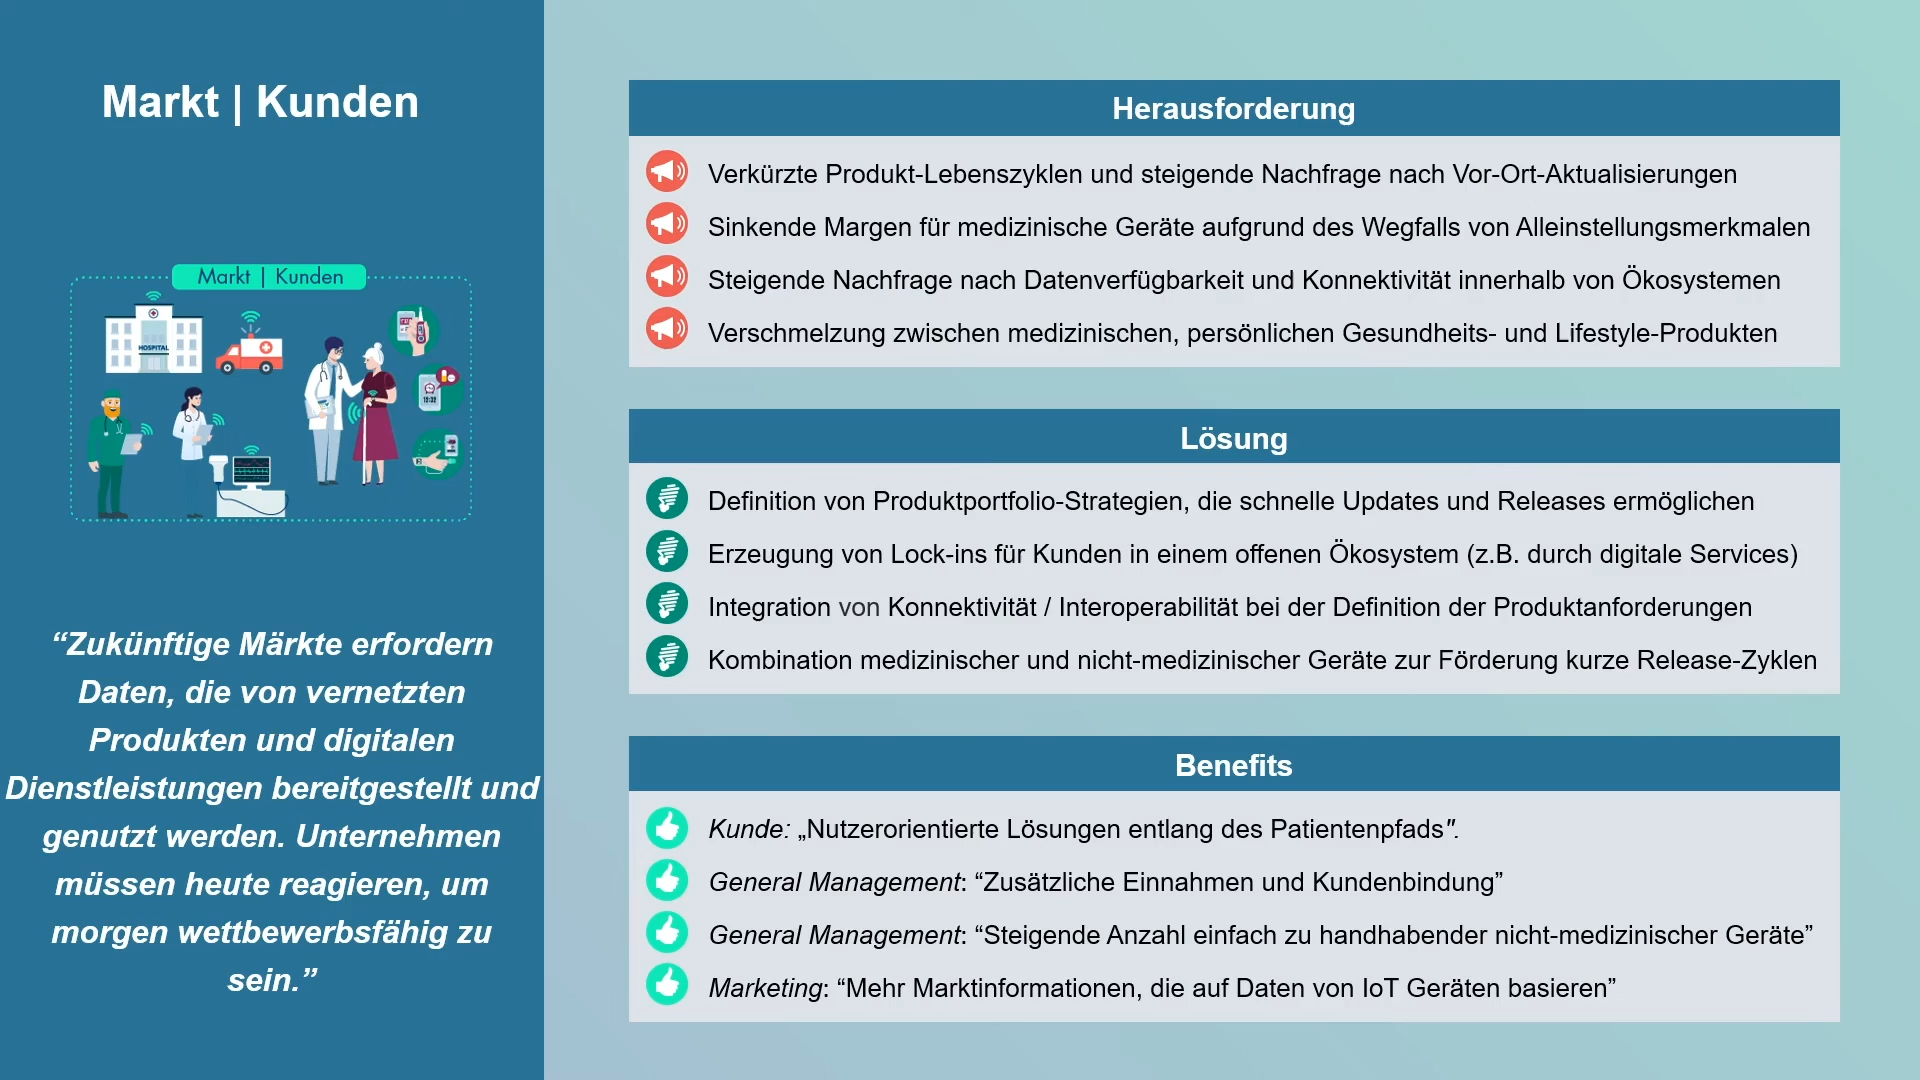 Markt | Kunden
Markt | Kunden
HOSPITAL
12:32
“Zukünftige Märkte erfordern
Daten, die von vernetzten
Produkten und digitalen
Dienstleistungen bereitgestellt und
genutzt werden. Unternehmen
müssen heute reagieren, um
morgen wettbewerbsfähig zu
sein.”
Herausforderung
Verkürzte Produkt-Lebenszyklen und steigende Nachfrage nach Vor-Ort-Aktualisierungen
Sinkende Margen für medizinische Geräte aufgrund des Wegfalls von Alleinstellungsmerkmalen
Steigende Nachfrage nach Datenverfügbarkeit und Konnektivität innerhalb von Ökosystemen
Verschmelzung zwischen medizinischen, persönlichen Gesundheits- und Lifestyle-Produkten
Lösung
Definition von Produktportfolio-Strategien, die schnelle Updates und Releases ermöglichen
Erzeugung von Lock-ins für Kunden in einem offenen Ökosystem (z.B. durch digitale Services)
Integration von Konnektivität / Interoperabilität bei der Definition der Produktanforderungen
Kombination medizinischer und nicht-medizinischer Geräte zur Förderung kurze Release-Zyklen
Benefits
Kunde: „Nutzerorientierte Lösungen entlang des Patientenpfads".
General Management: “Zusätzliche Einnahmen und Kundenbindung”
General Management: “Steigende Anzahl einfach zu handhabender nicht-medizinischer Geräte”
Marketing: “Mehr Marktinformationen, die auf Daten von IoT Geräten basieren”